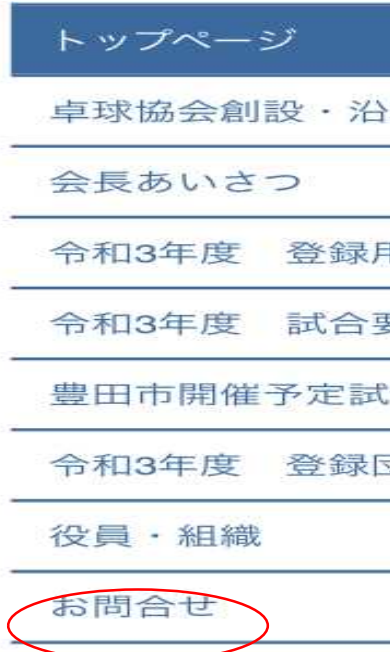 トップページ
卓球協会創設・沿
会長あいさつ
令和3年度　登録
令和3年度　試合
豊田市開催予定試
令和3年度　登録
役員・組織
お問合せ